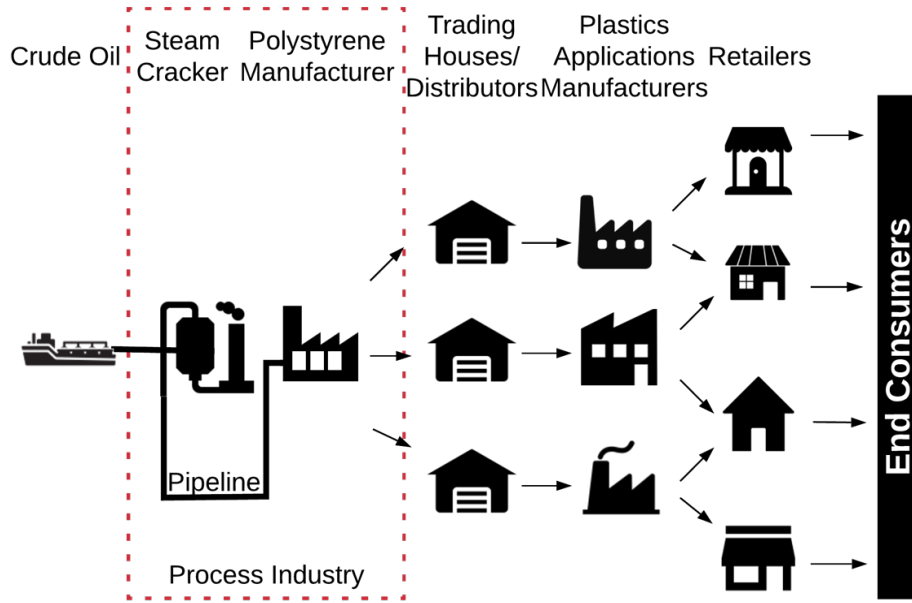 Crude Oil
Steam
Cracker
Polystyrene
Manufacturer
Trading
Houses/
Distributors
Plastics
Applications
Manufacturers
Retailers
Pipeline
Process Industry
End Consumers